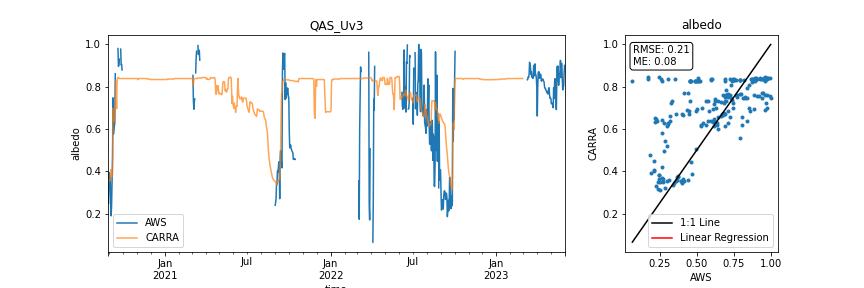 QAS_Uv3
albedo
1.0
0.8
0.6
0.4
0.2
albedo
AWS
CARRA
Jan
2021
Jul
Jan
2022
Jul
Jan
2023
time
RMSE: 0.21
ME: 0.08
1.0
0.8
0.6
0.4
0.2
CARRA
1:1 Line
Linear Regression
0.25
0.50
0.75
1.00
AWS